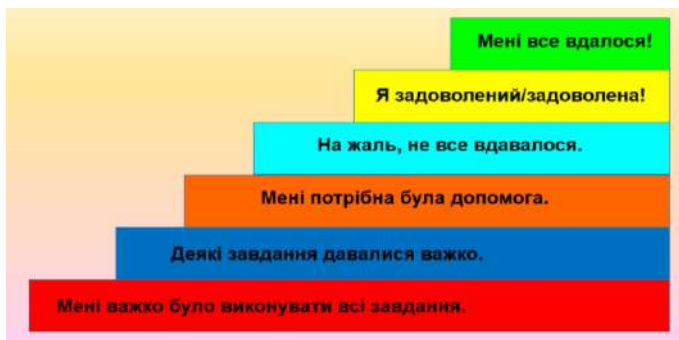 Мені все вдалося!
Я задоволений/задоволена!
На жаль, не все вдавалося.
Мені потрібна була допомога.
Деякі завдання давалися важко.
Мені важко було виконувати всі завдання.